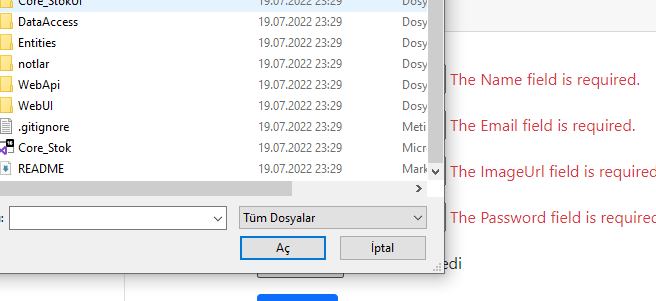 Core_StokUI 19.07.2022 23:29 Dosy
DataAccess 19.07.2022 23:29 Dosy
Entities 19.07.2022 23:29 Dosy
notlar 19.07.2022 23:29 Dosy
WebApi 19.07.2022 23:29 Dosy
WebUI 19.07.2022 23:29 Dosy
.gitignore 19.07.2022 23:29 Meti
Core_Stok 19.07.2022 23:29 Micr
README 19.07.2022 23:29 Mark
The Name field is required.
The Email field is required.
The ImageUrl field is required
The Password field is required
: Tüm Dosyalar
Aç İptal
edi